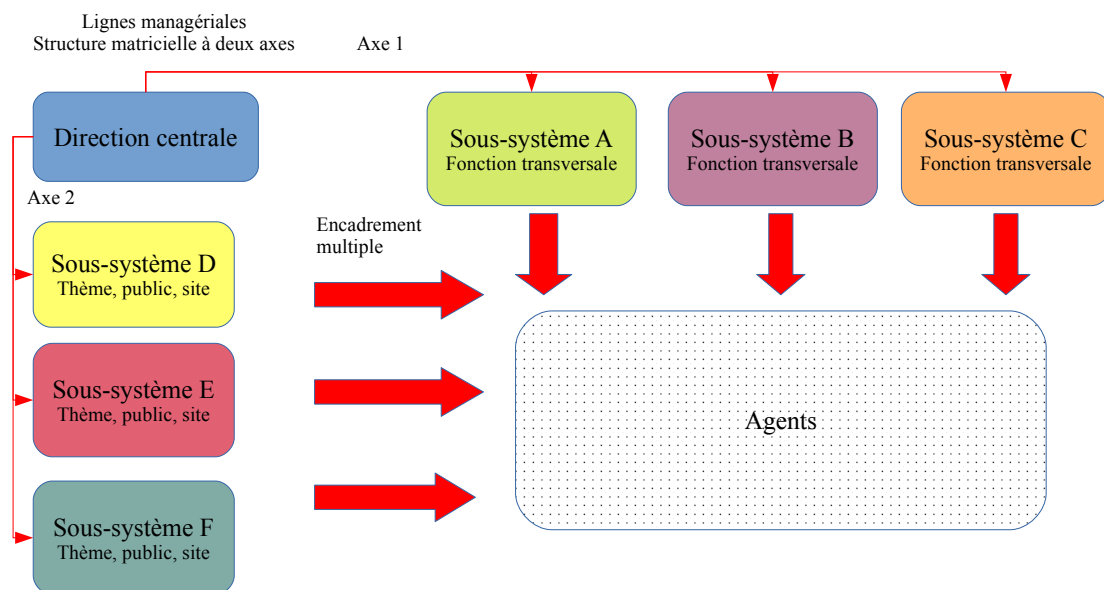 Lignes managériales
Structure matricielle à deux axes
Axe 1
Direction centrale
Sous-système A
Fonction transversale
Sous-système B
Fonction transversale
Sous-système C
Fonction transversale
Axe 2
Encadrement
multiple
Sous-système D
Thème, public, site
Sous-système E
Thème, public, site
Agents
Sous-système F
Thème, public, site